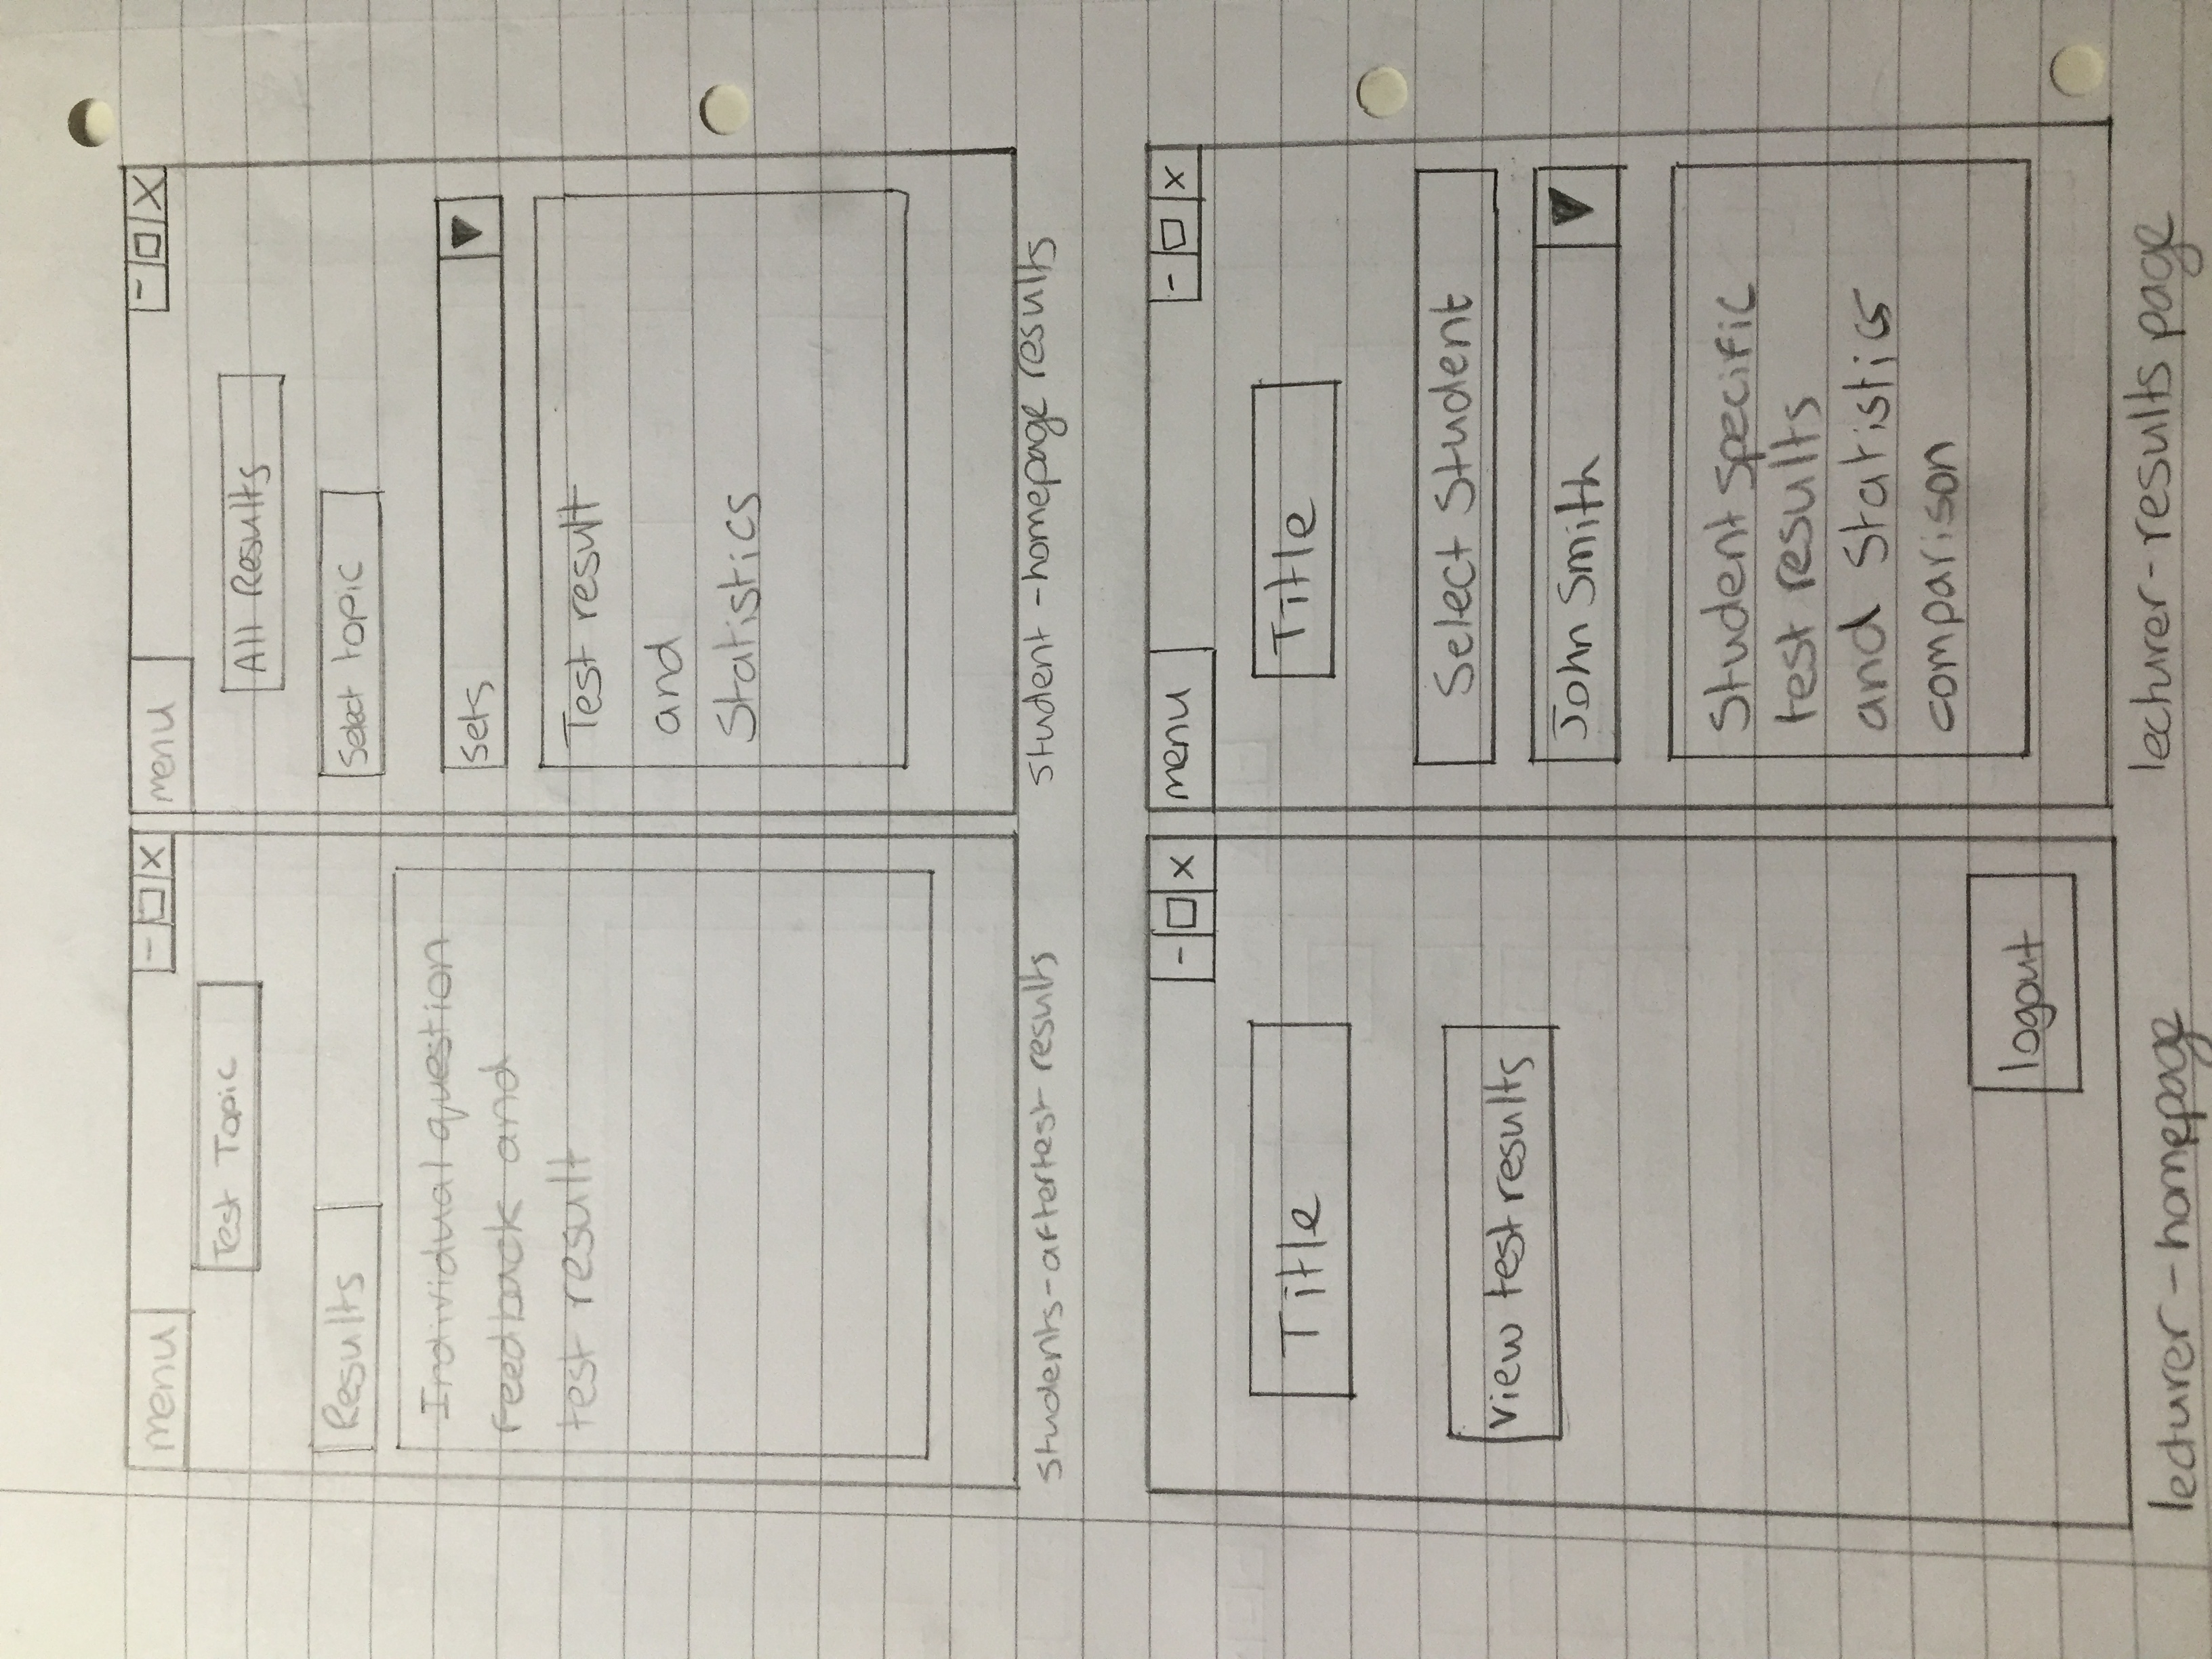 menu
- □ X
Test Topic
Results
Individual question
feedback and
test result
students-aftertest results
menu
- □ X
All Results
Select topic
sets
Test result
and
Statistics
student-homepage results
- □ X
Title
view test results
logout
lecturer-homepage
menu
- □ X
Title
Select Student
John Smith
Student specific
test results
and Statistics
comparison
lecturer-results page